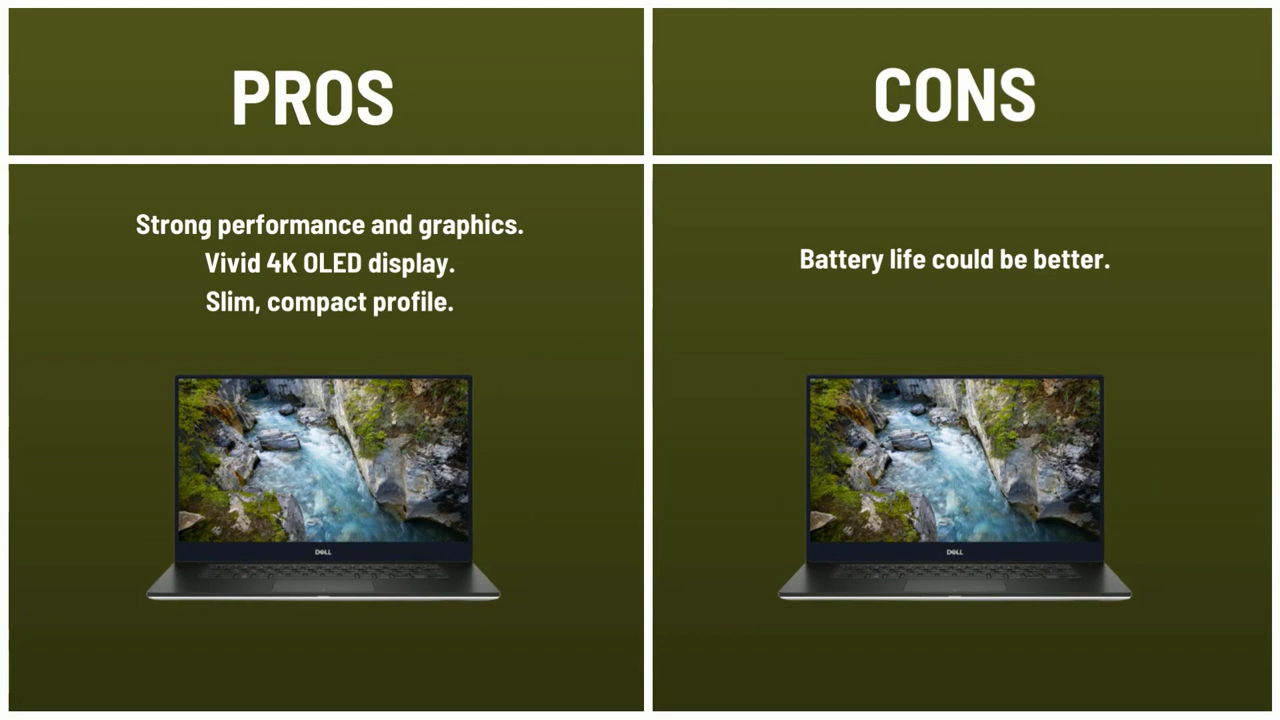 PROS
CONS
Strong performance and graphics.
Vivid 4K OLED display.
Slim, compact profile.
Battery life could be better.
DELL
DELL